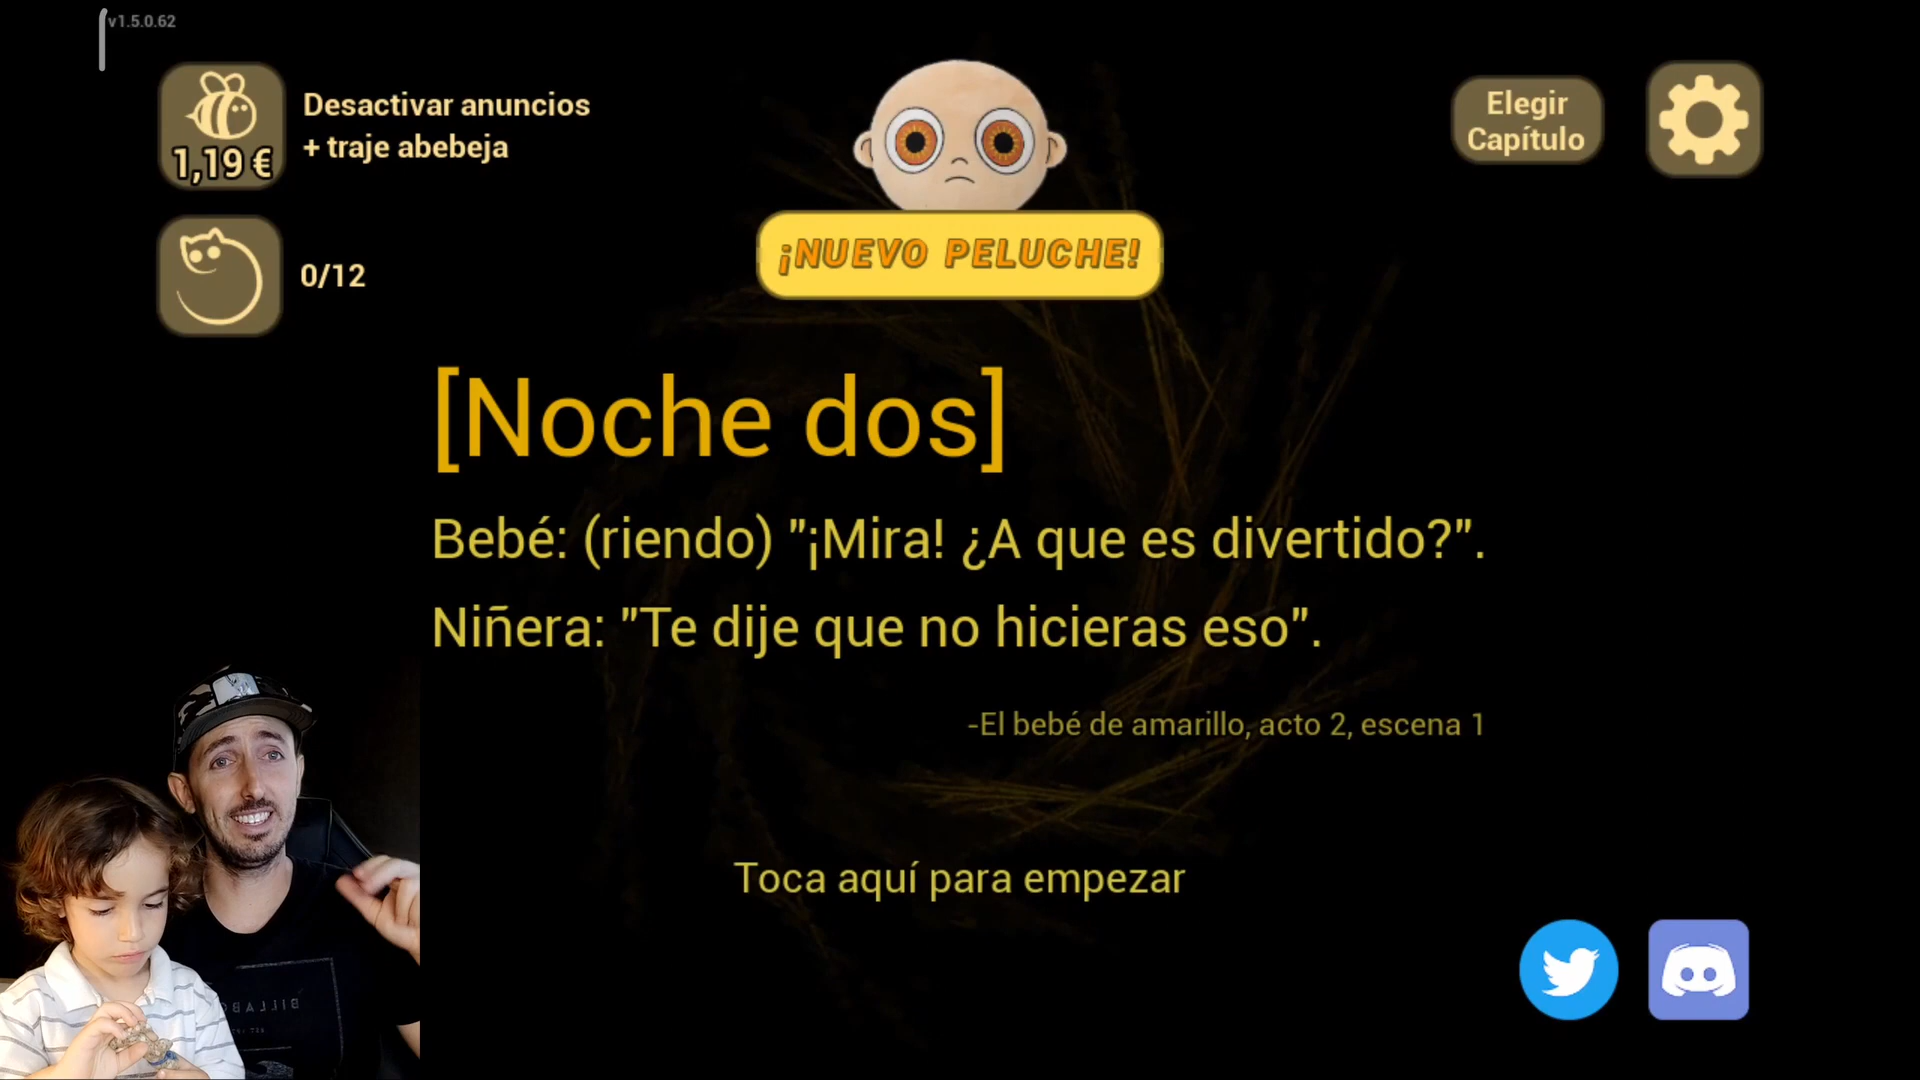 v1.5.0.62
1,19 €
Desactivar anuncios
+ traje abebeja
0/12
¡NUEVO PELUCHE!
Elegir
Capítulo
[Noche dos]
Bebé: (riendo) "¡Mira! ¿A que es divertido?".
Niñera: "Te dije que no hicieras eso".
-El bebé de amarillo, acto 2, escena 1
Toca aquí para empezar